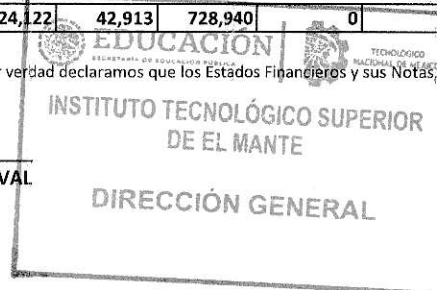 24,122 42,913 728,940 0
EDUCACIÓN
SECRETARÍA DE EDUCACIÓN PÚBLICA
TECNOLÓGICO
NACIONAL DE MÉXICO
r verdad declaramos que los Estados Financieros y sus Notas,
INSTITUTO TECNOLÓGICO SUPERIOR
DE EL MANTE
VAL
DIRECCIÓN GENERAL